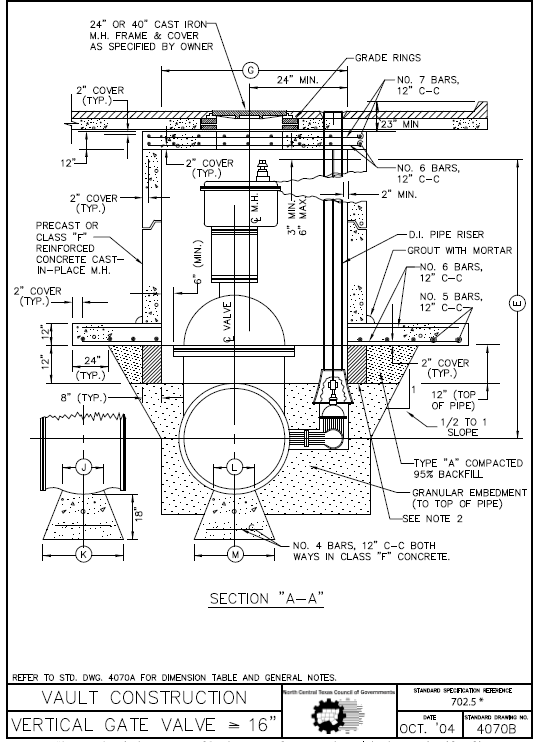 24" OR 40" CAST IRON
M.H. FRAME & COVER
AS SPECIFIED BY OWNER
GRADE RINGS
G
24" MIN.
2" COVER
(TYP.)
NO. 7 BARS,
12" C-C
23" MIN
12"
2" COVER
(TYP.)
NO. 6 BARS,
12" C-C
2" COVER
(TYP.)
2" MIN.
℄ M.H.
3" MIN.
6" MAX.
PRECAST OR
CLASS "F"
REINFORCED
CONCRETE CAST-
IN-PLACE M.H.
D.I. PIPE RISER
GROUT WITH MORTAR
6" (MIN.)
NO. 6 BARS,
12" C-C
2" COVER
(TYP.)
NO. 5 BARS,
12" C-C
E
℄ VALVE
12"
12"
24"
(TYP.)
2" COVER
(TYP.)
8" (TYP.)
1
12" (TOP
OF PIPE)
1/2 TO 1
SLOPE
J
L
TYPE "A" COMPACTED
95% BACKFILL
GRANULAR EMBEDMENT
(TO TOP OF PIPE)
18"
SEE NOTE 2
K
M
NO. 4 BARS, 12" C-C BOTH
WAYS IN CLASS "F" CONCRETE.
SECTION "A-A"
REFER TO STD. DWG. 4070A FOR DIMENSION TABLE AND GENERAL NOTES.
VAULT CONSTRUCTION
VERTICAL GATE VALVE ≥ 16"
North Central Texas Council of Governments
STANDARD SPECIFICATION REFERENCE
702.5 *
DATE
OCT. '04
STANDARD DRAWING NO.
4070B